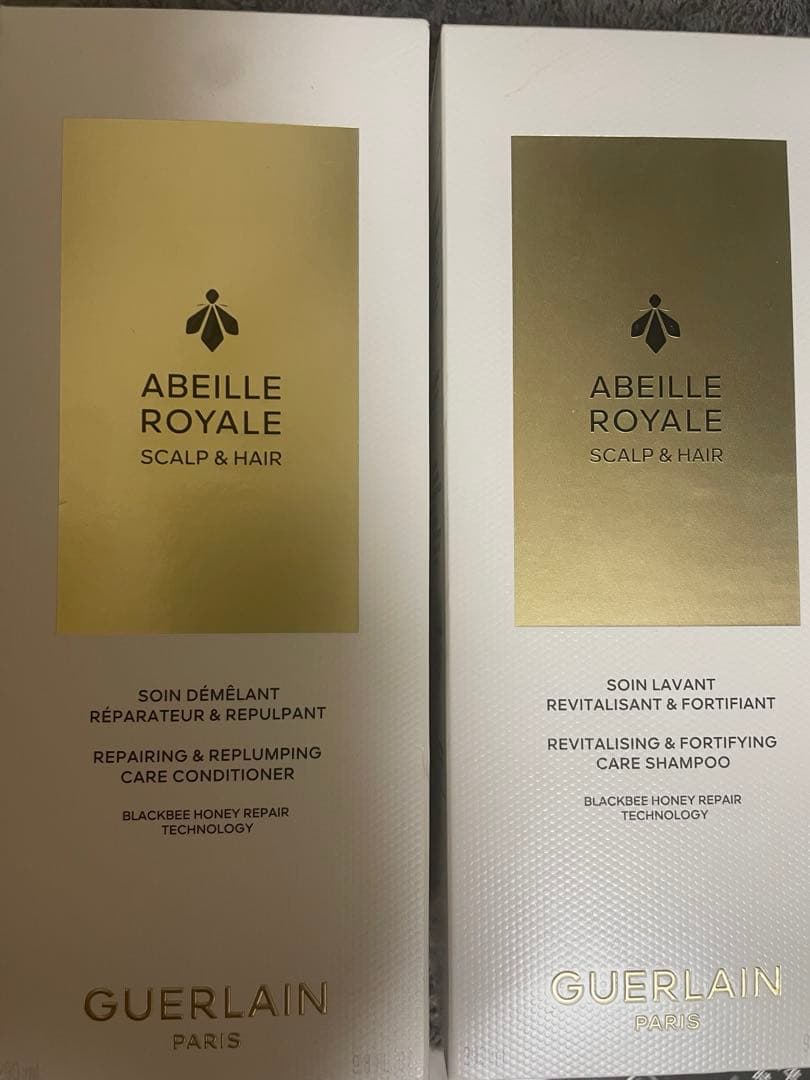 ABEILLE
ROYALE
SCALP & HAIR
SOIN DÉMÊLANT
RÉPARATEUR & REPULPANT
REPAIRING & REPLUMPING
CARE CONDITIONER
BLACKBEE HONEY REPAIR
TECHNOLOGY
GUERLAIN
PARIS
ABEILLE
ROYALE
SCALP & HAIR
SOIN LAVANT
REVITALISANT & FORTIFIANT
REVITALISING & FORTIFYING
CARE SHAMPOO
BLACKBEE HONEY REPAIR
TECHNOLOGY
GUERLAIN
PARIS